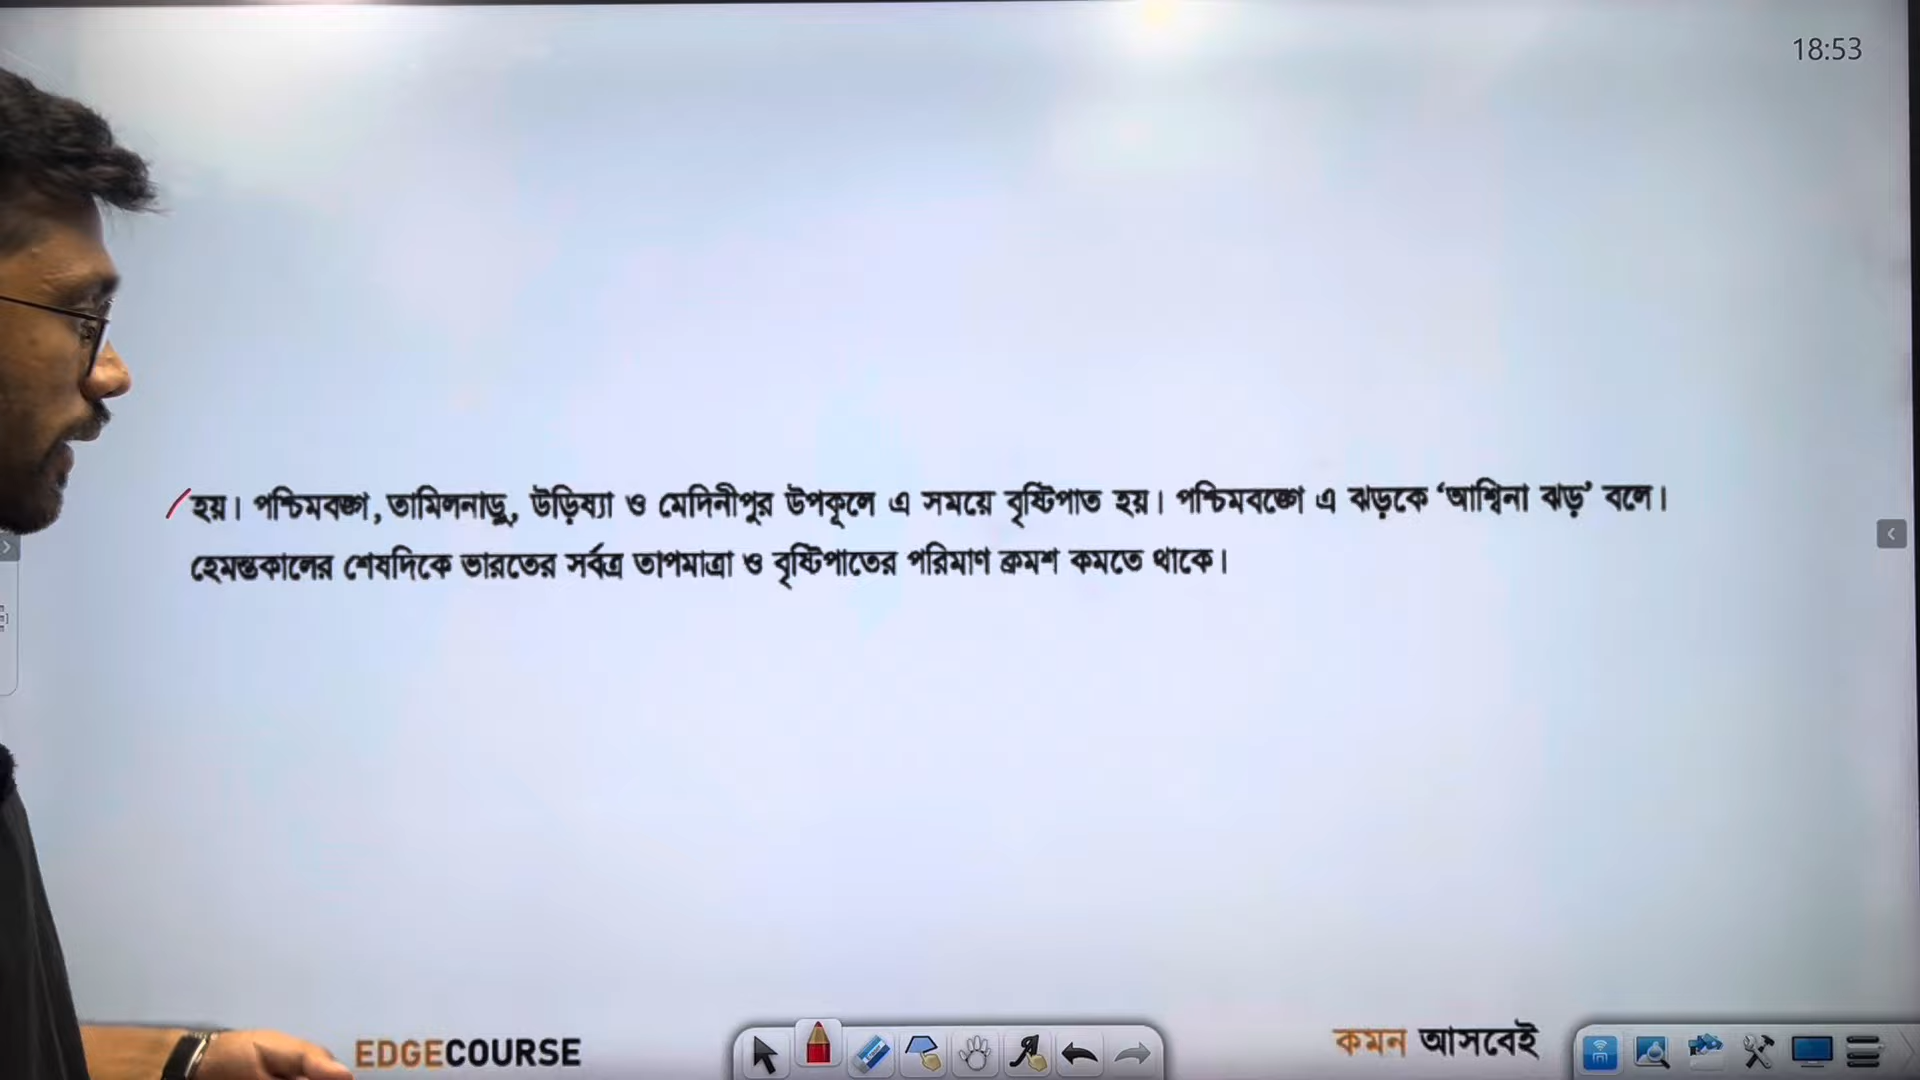 18:53
হয়। পশ্চিমবঙ্গ, তামিলনাড়ু, উড়িষ্যা ও মেদিনীপুর উপকূলে এ সময়ে বৃষ্টিপাত হয়। পশ্চিমবঙ্গে এ ঝড়কে ‘আশ্বিনা ঝড়’ বলে।
হেমন্তকালের শেষদিকে ভারতের সর্বত্র তাপমাত্রা ও বৃষ্টিপাতের পরিমাণ ক্রমশ কমতে থাকে।
EDGECOURSE
কমন আসবেই